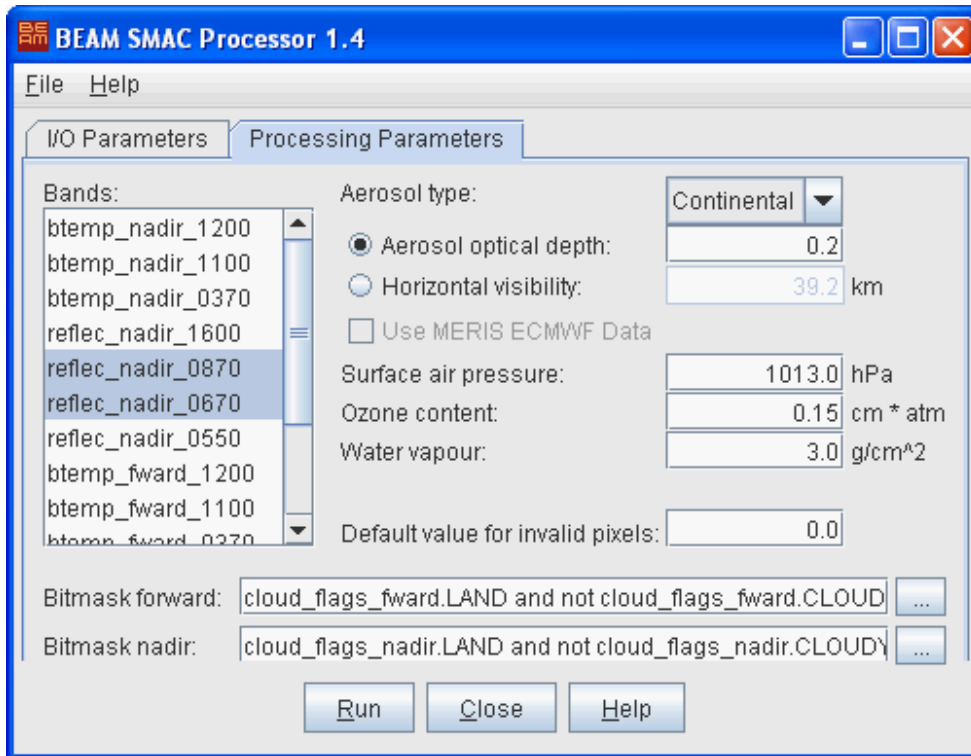 BEAM SMAC Processor 1.4
File Help
I/O Parameters Processing Parameters
Bands:
btemp_nadir_1200
btemp_nadir_1100
btemp_nadir_0370
reflec_nadir_1600
reflec_nadir_0870
reflec_nadir_0670
reflec_nadir_0550
btemp_fward_1200
btemp_fward_1100
btemp_fward_0370
Aerosol type: Continental
Aerosol optical depth: 0.2
Horizontal visibility: 39.2 km
Use MERIS ECMWF Data
Surface air pressure: 1013.0 hPa
Ozone content: 0.15 cm * atm
Water vapour: 3.0 g/cm^2
Default value for invalid pixels: 0.0
Bitmask forward: cloud_flags_fward.LAND and not cloud_flags_fward.CLOUD ...
Bitmask nadir: cloud_flags_nadir.LAND and not cloud_flags_nadir.CLOUDY ...
Run Close Help